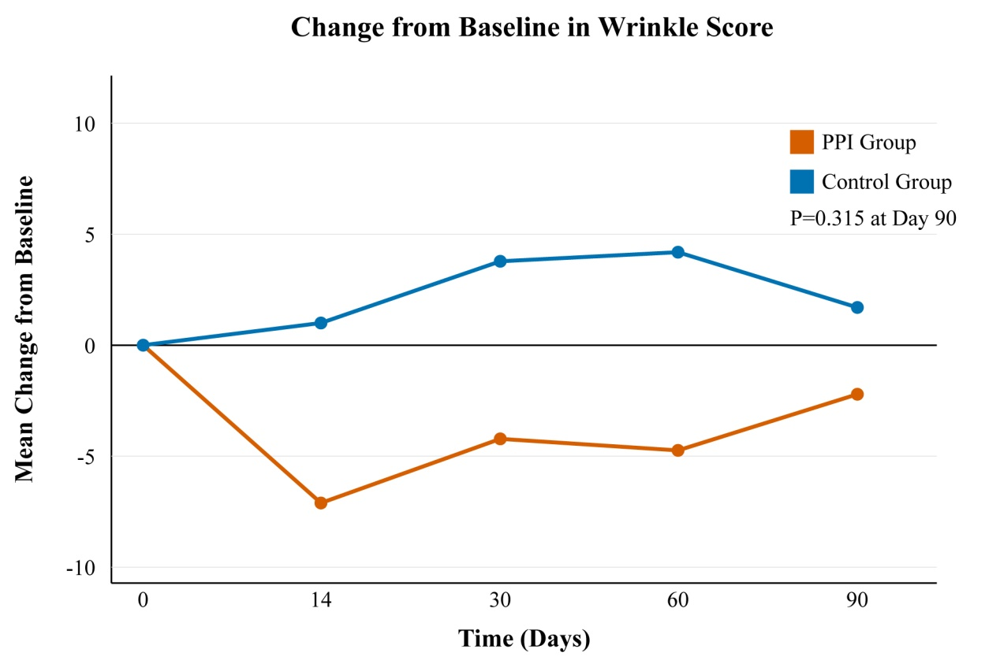 Change from Baseline in Wrinkle Score
Mean Change from Baseline
10
5
0
-5
-10
PPI Group
Control Group
P=0.315 at Day 90
0 14 30 60 90
Time (Days)